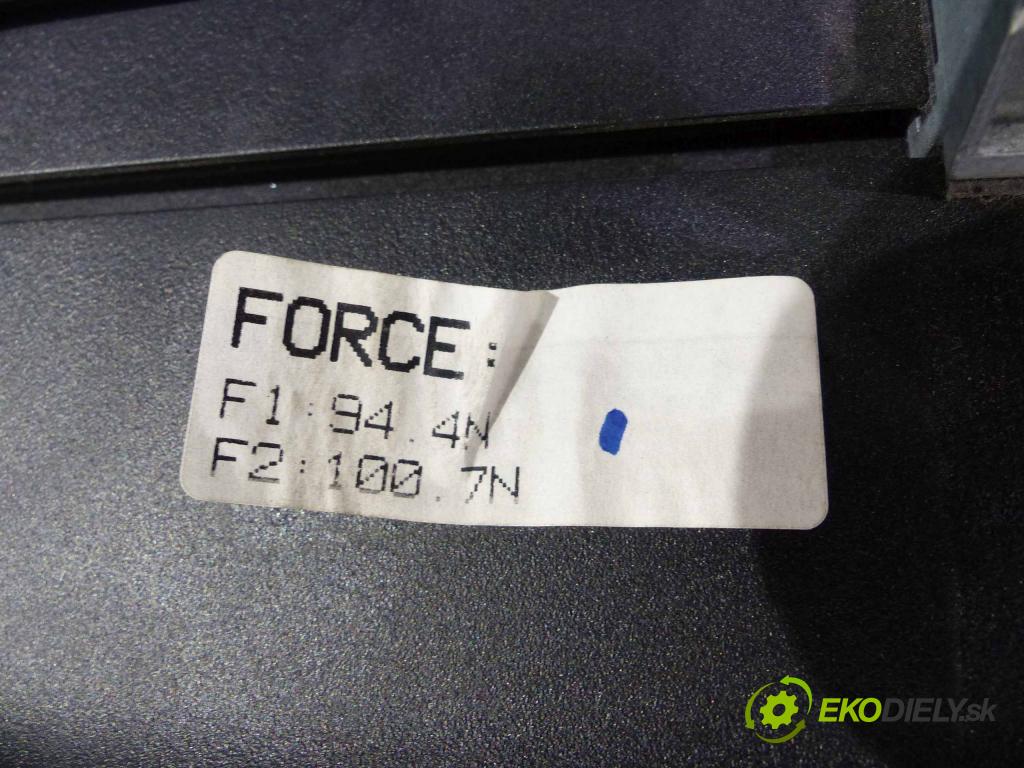 FORCE:
F1:94.4N
F2:100.7N
EKODIELY.sk